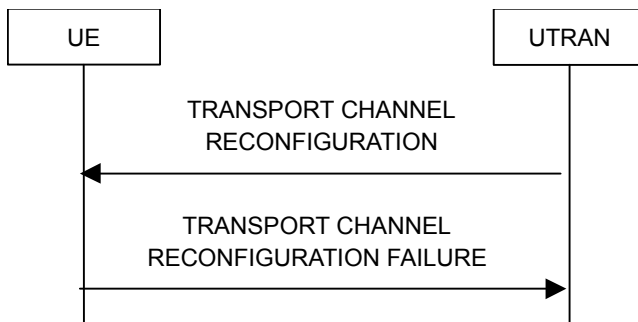 UE
UTRAN
TRANSPORT CHANNEL
RECONFIGURATION
TRANSPORT CHANNEL
RECONFIGURATION FAILURE